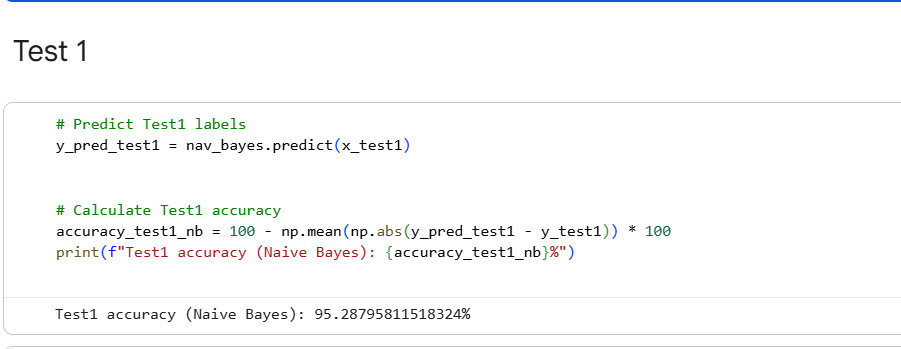 Test 1
# Predict Test1 labels
y_pred_test1 = nav_bayes.predict(x_test1)
# Calculate Test1 accuracy
accuracy_test1_nb = 100 - np.mean(np.abs(y_pred_test1 - y_test1)) * 100
print(f"Test1 accuracy (Naive Bayes): {accuracy_test1_nb}%")
Test1 accuracy (Naive Bayes): 95.28795811518324%